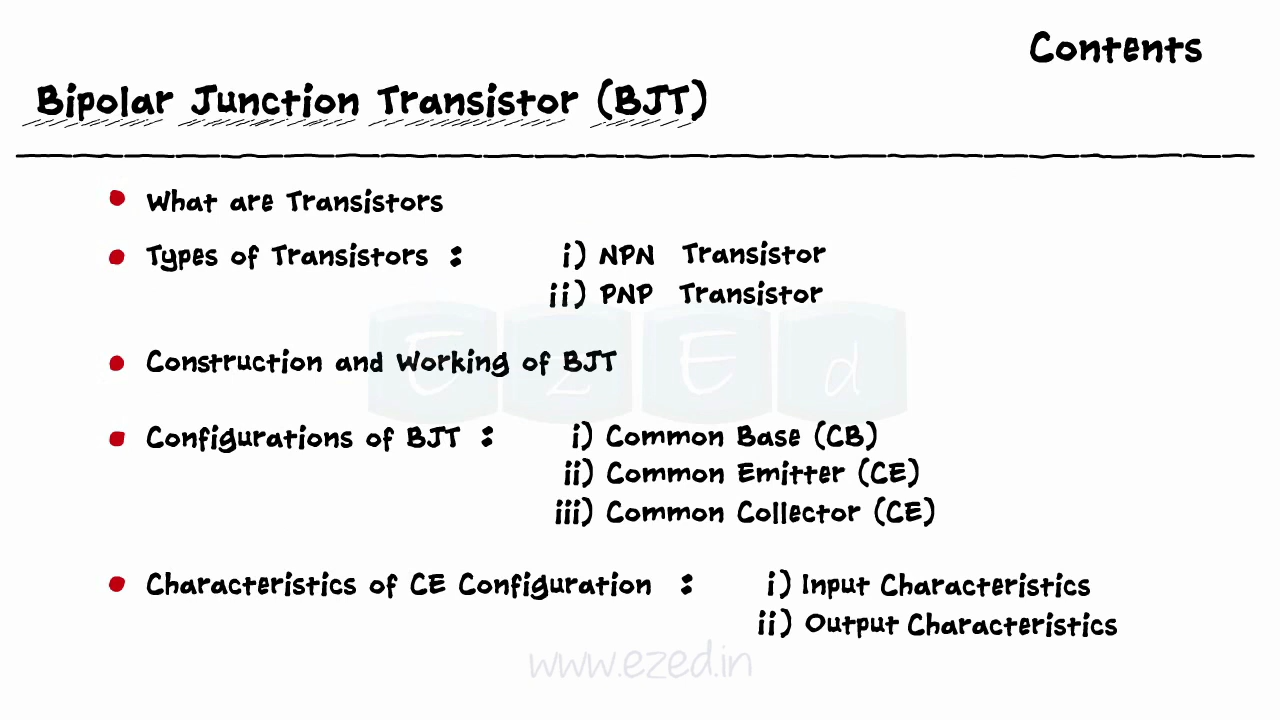 Contents
Bipolar Junction Transistor (BJT)
What are Transistors
Types of Transistors : i) NPN Transistor
ii) PNP Transistor
EzEd
Construction and Working of BJT
Configurations of BJT : i) Common Base (CB)
ii) Common Emitter (CE)
iii) Common Collector (CE)
Characteristics of CE Configuration : i) Input Characteristics
ii) Output Characteristics
www.ezed.in